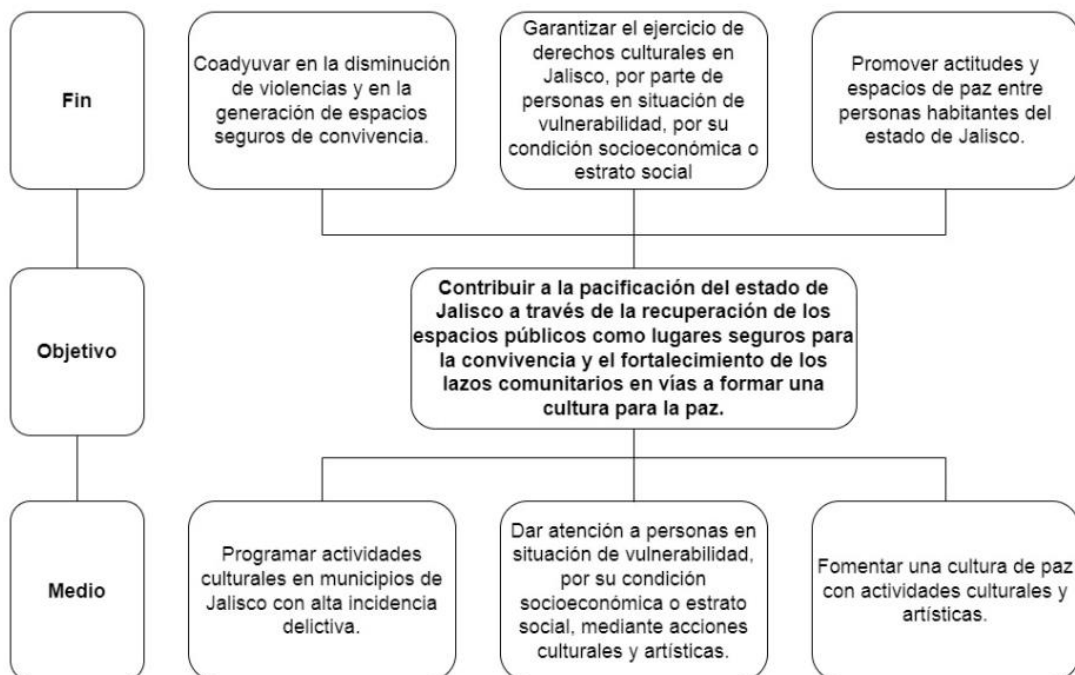 Fin
Coadyuvar en la disminución
de violencias y en la
generación de espacios
seguros de convivencia.
Garantizar el ejercicio de
derechos culturales en
Jalisco, por parte de
personas en situación de
vulnerabilidad, por su
condición socioeconómica o
estrato social
Promover actitudes y
espacios de paz entre
personas habitantes del
estado de Jalisco.
Objetivo
Contribuir a la pacificación del estado de
Jalisco a través de la recuperación de los
espacios públicos como lugares seguros para
la convivencia y el fortalecimiento de los
lazos comunitarios en vías a formar una
cultura para la paz.
Medio
Programar actividades
culturales en municipios de
Jalisco con alta incidencia
delictiva.
Dar atención a personas en
situación de vulnerabilidad,
por su condición
socioeconómica o estrato
social, mediante acciones
culturales y artísticas.
Fomentar una cultura de paz
con actividades culturales y
artísticas.